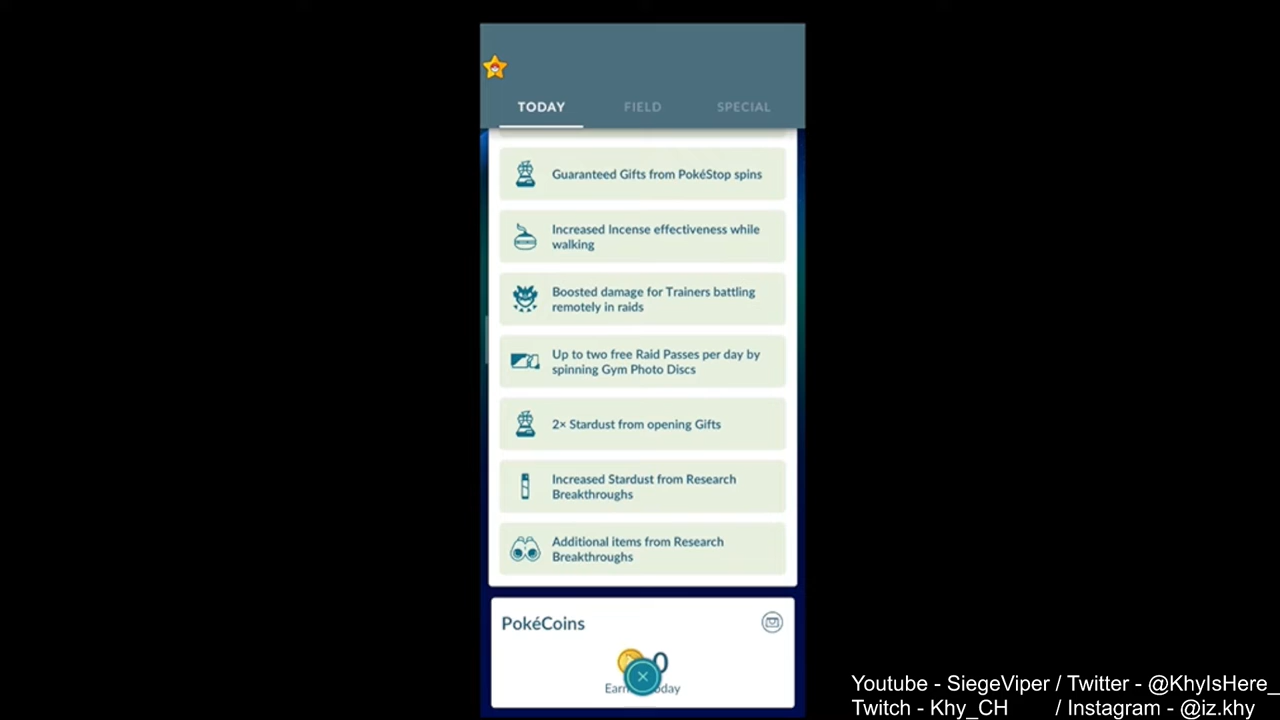 TODAY FIELD SPECIAL
Guaranteed Gifts from PokéStop spins
Increased Incense effectiveness while
walking
Boosted damage for Trainers battling
remotely in raids
Up to two free Raid Passes per day by
spinning Gym Photo Discs
2× Stardust from opening Gifts
Increased Stardust from Research
Breakthroughs
Additional items from Research
Breakthroughs
PokéCoins
0
Youtube - SiegeViper / Twitter - @KhyIsHere_
Twitch - Khy_CH / Instagram - @iz.khy